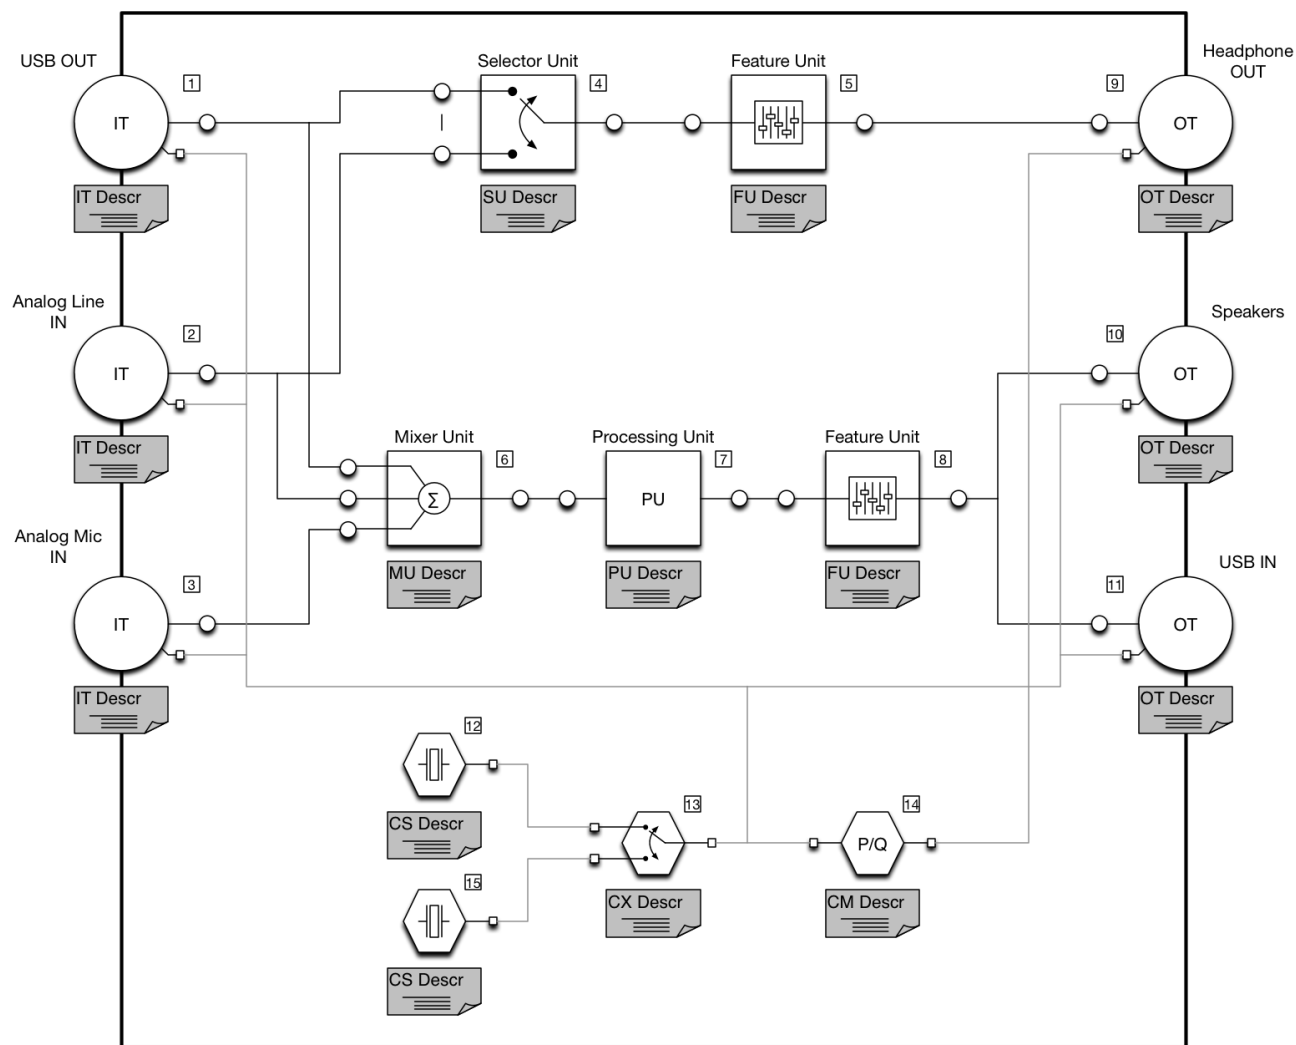 USB OUT
1
IT
IT Descr
Selector Unit
4
SU Descr
Feature Unit
5
FU Descr
Headphone
OUT
9
OT
OT Descr
Analog Line
IN
2
IT
IT Descr
Speakers
10
OT
OT Descr
Mixer Unit
6
Σ
MU Descr
Processing Unit
7
PU
PU Descr
Feature Unit
8
FU Descr
Analog Mic
IN
3
IT
IT Descr
USB IN
11
OT
OT Descr
12
CS Descr
13
CX Descr
14
P/Q
CM Descr
15
CS Descr